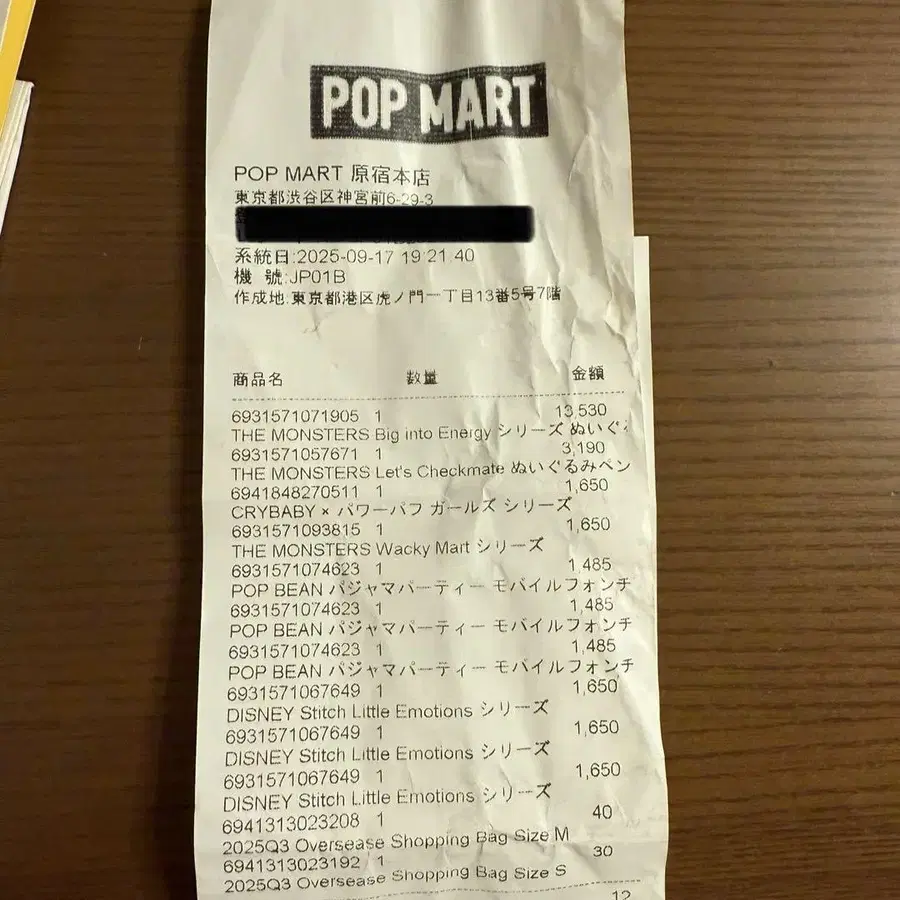 POP MART
POP MART 原宿本店
東京都渋谷区神宮前6-29-3
系統日:2025-09-17 19:21:40
機 號:JP01B
作成地:東京都港区虎ノ門一丁目13番5号7階
商品名 数量 金額
6931571071905 1 13,530
THE MONSTERS Big into Energy シリーズ ぬいぐ
6931571057671 1 3,190
THE MONSTERS Let's Checkmate ぬいぐるみペン
6941848270511 1 1,650
CRYBABY × パワーパフ ガールズ シリーズ
6931571093815 1 1,650
THE MONSTERS Wacky Mart シリーズ
6931571074623 1 1,485
POP BEAN パジャマパーティー モバイルフォンチ
6931571074623 1 1,485
POP BEAN パジャマパーティー モバイルフォンチ
6931571074623 1 1,485
POP BEAN パジャマパーティー モバイルフォンチ
6931571067649 1 1,650
DISNEY Stitch Little Emotions シリーズ
6931571067649 1 1,650
DISNEY Stitch Little Emotions シリーズ
6931571067649 1 1,650
DISNEY Stitch Little Emotions シリーズ
6941313023208 1 40
2025Q3 Oversease Shopping Bag Size M
6941313023192 1 30
2025Q3 Oversease Shopping Bag Size S
12